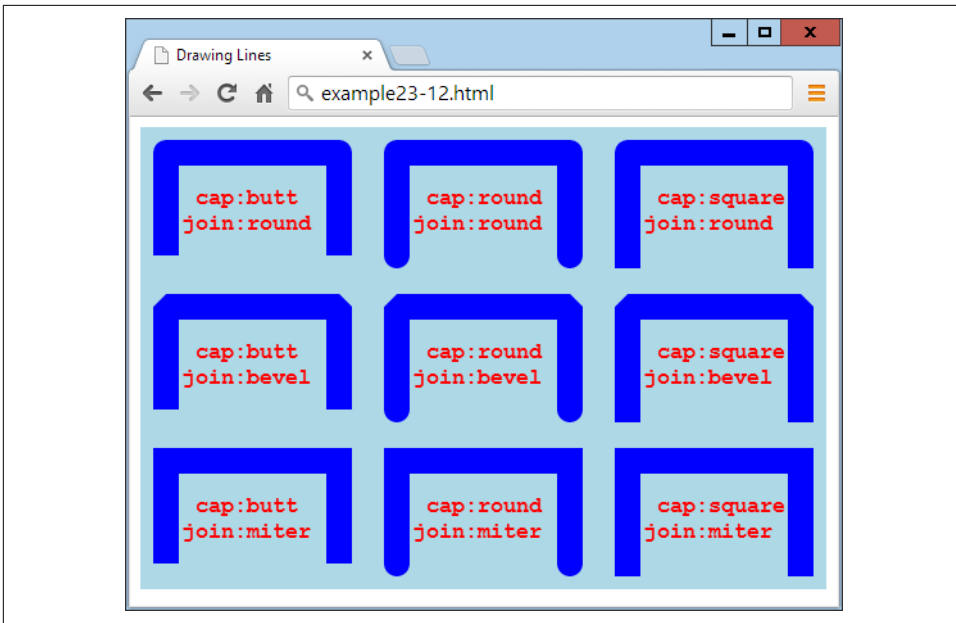 Drawing Lines
example23-12.html
cap:butt
join:round
cap:round
join:round
cap:square
join:round
cap:butt
join:bevel
cap:round
join:bevel
cap:square
join:bevel
cap:butt
join:miter
cap:round
join:miter
cap:square
join:miter